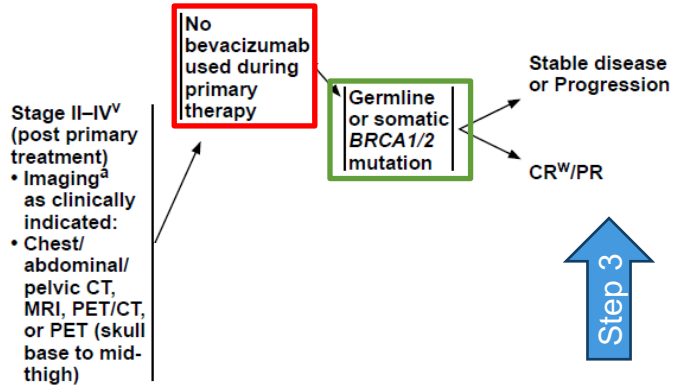 No
bevacizumab
used during
primary
therapy
Stage II–IVv
(post primary
treatment)
• Imaginga
as clinically
indicated:
• Chest/
abdominal/
pelvic CT,
MRI, PET/CT,
or PET (skull
base to mid-
thigh)
Germline
or somatic
BRCA1/2
mutation
Stable disease
or Progression
CRw/PR
Step 3